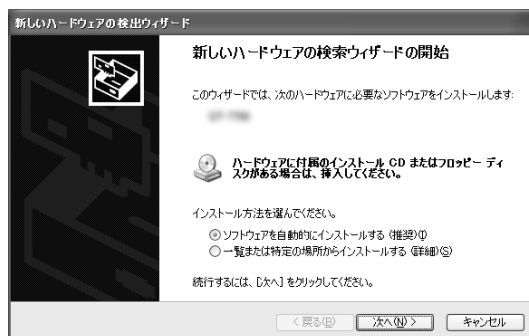 新しいハードウェアの検出ウィザード
新しいハードウェアの検索ウィザードの開始
このウィザードでは、次のハードウェアに必要なソフトウェアをインストールします:
ハードウェアに付属のインストール CD またはフロッピー ディ
スクがある場合は、挿入してください。
インストール方法を選んでください。
ソフトウェアを自動的にインストールする (推奨)(I)
一覧または特定の場所からインストールする (詳細)(S)
続行するには、[次へ] をクリックしてください。
< 戻る(B) 次へ(N) > キャンセル